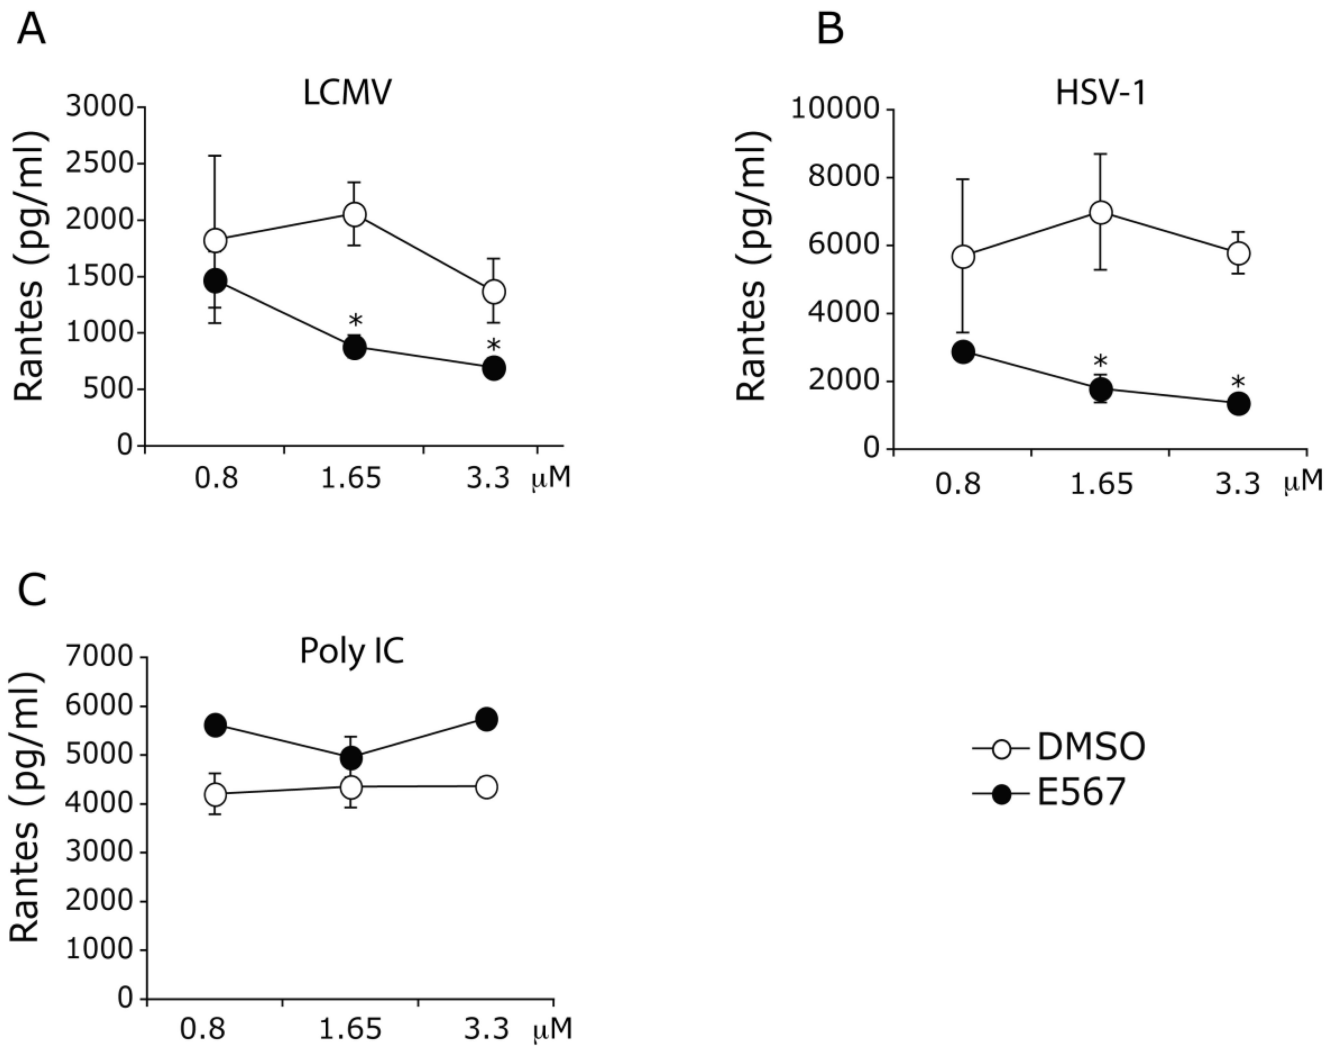 A
LCMV
Rantes (pg/ml)
3000
2500
2000
1500
1000
500
0
*
*
0.8 1.65 3.3 μM
B
HSV-1
Rantes (pg/ml)
10000
8000
6000
4000
2000
0
*
*
0.8 1.65 3.3 μM
C
Poly IC
Rantes (pg/ml)
7000
6000
5000
4000
3000
2000
1000
0
0.8 1.65 3.3 μM
DMSO
E567